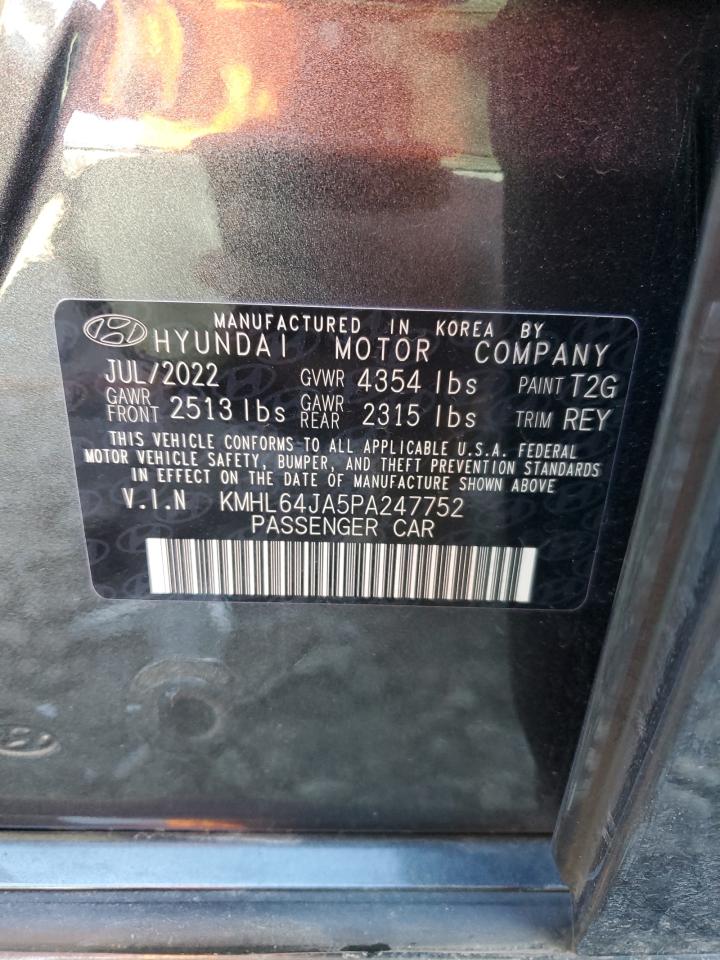 MANUFACTURED IN KOREA BY
HYUNDAI MOTOR COMPANY
JUL/2022 GVWR 4354 lbs PAINT T2G
GAWR FRONT 2513 lbs GAWR REAR 2315 lbs TRIM REY
THIS VEHICLE CONFORMS TO ALL APPLICABLE U.S.A. FEDERAL
MOTOR VEHICLE SAFETY, BUMPER, AND THEFT PREVENTION STANDARDS
IN EFFECT ON THE DATE OF MANUFACTURE SHOWN ABOVE
V.I.N KMHL64JA5PA247752
PASSENGER CAR